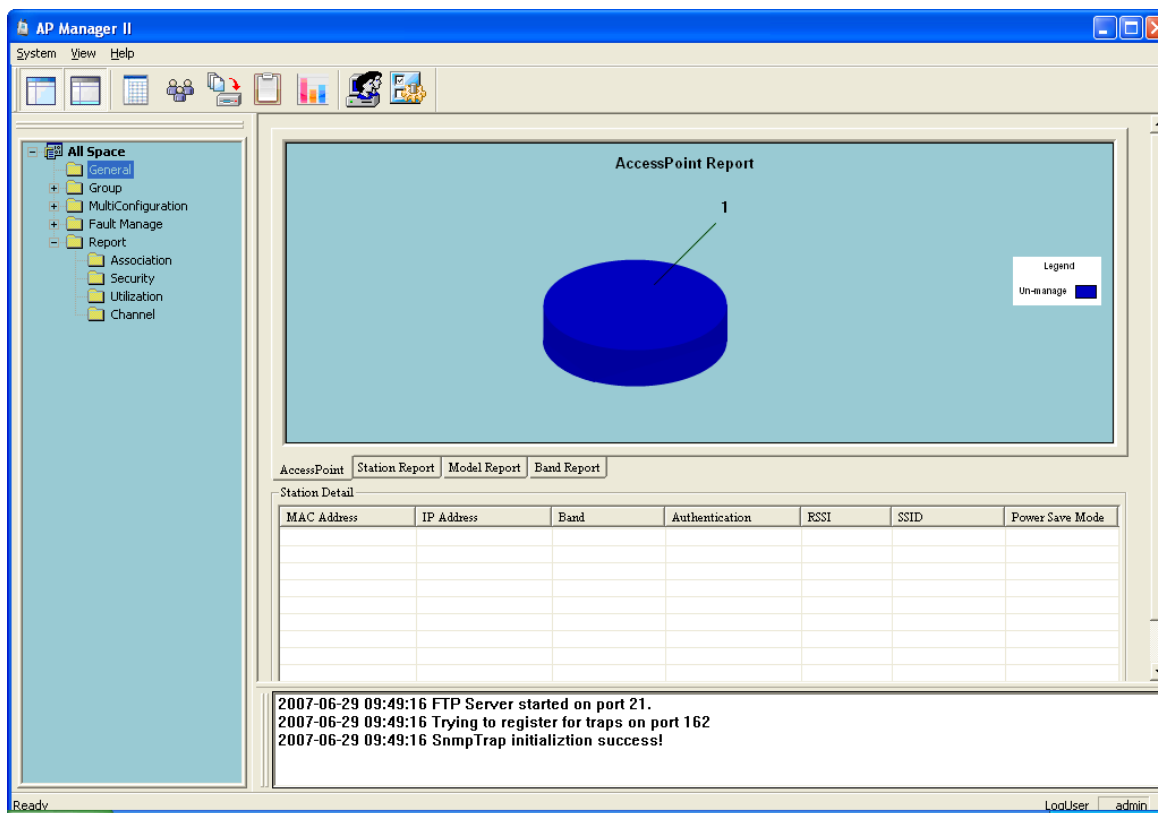 AP Manager II
System View Help
All Space
General
Group
MultiConfiguration
Fault Manage
Report
Association
Security
Utilization
Channel
AccessPoint Report
1
Legend
Un-manage
AccessPoint Station Report Model Report Band Report
Station Detail
MAC Address IP Address Band Authentication RSSI SSID Power Save Mode
2007-06-29 09:49:16 FTP Server started on port 21.
2007-06-29 09:49:16 Trying to register for traps on port 162
2007-06-29 09:49:16 SnmpTrap initializtion success!
Ready LogUser admin